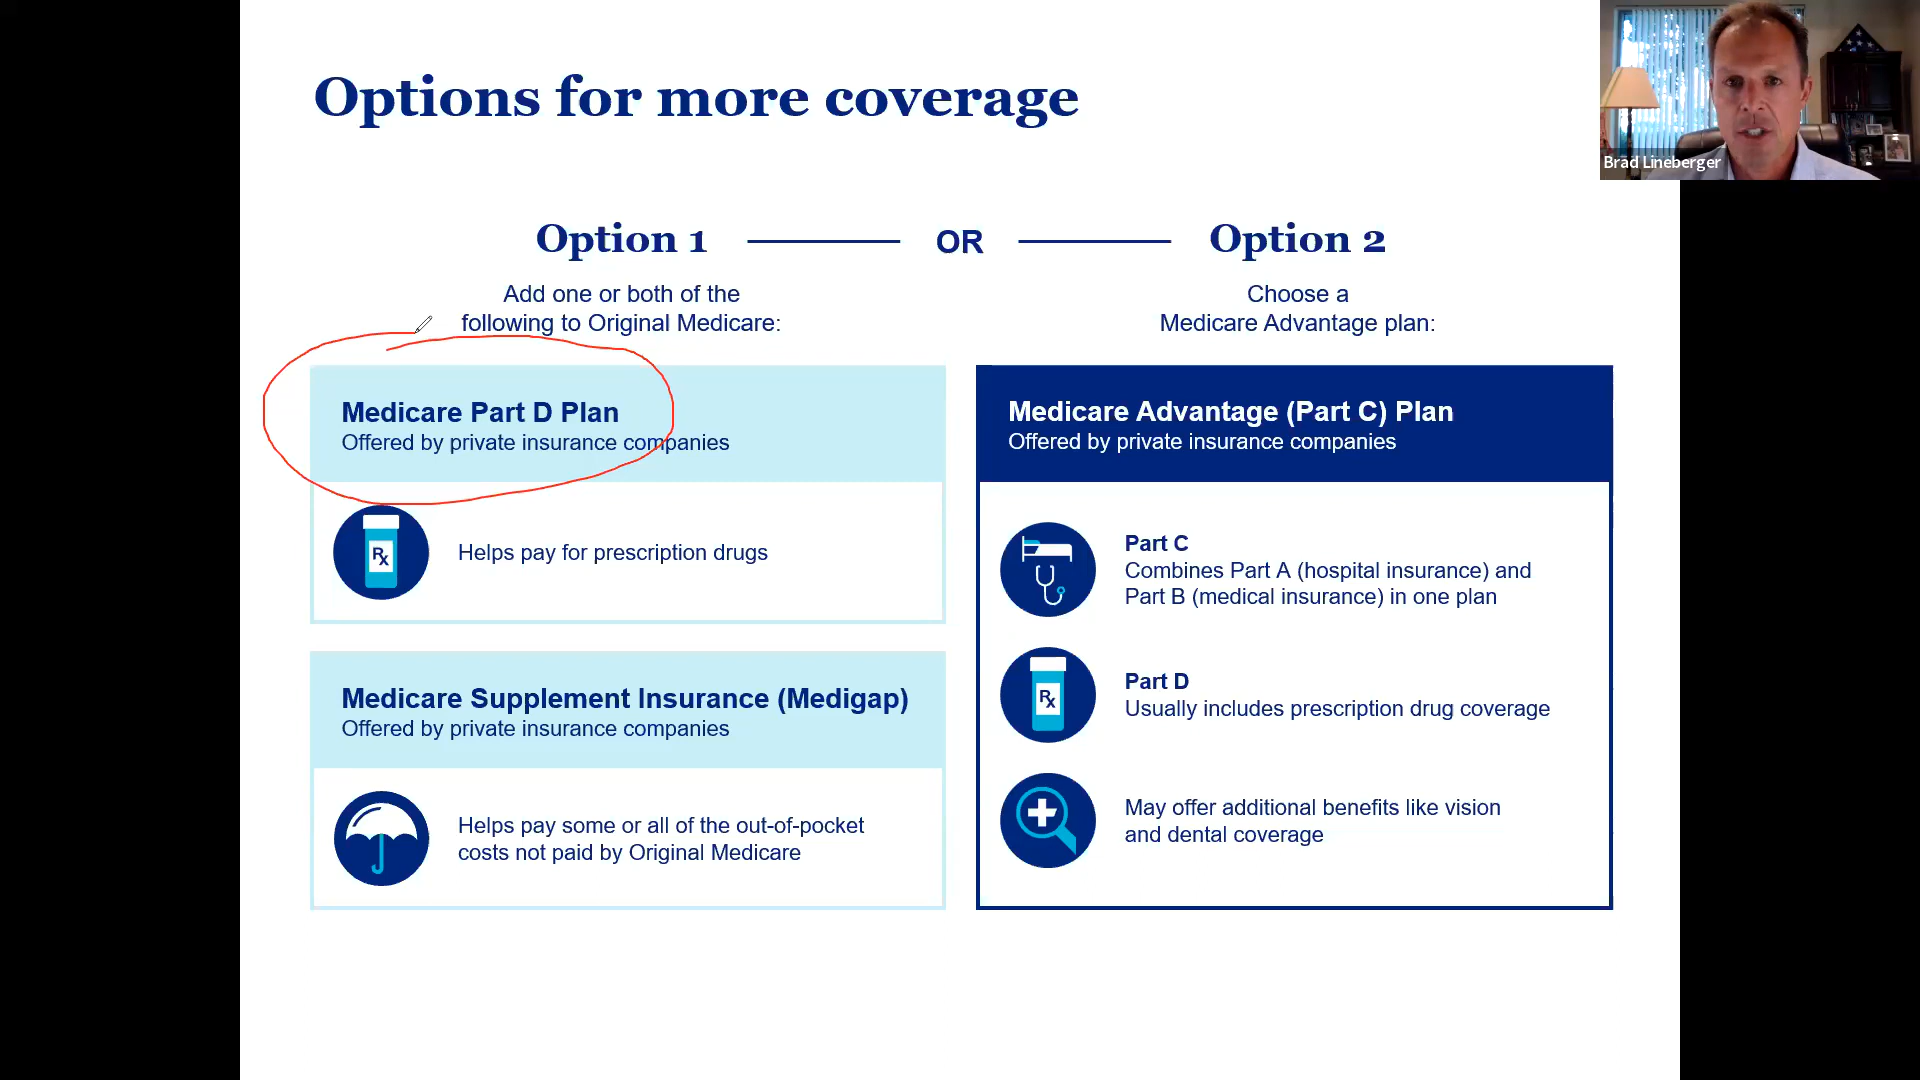 Options for more coverage
Brad Lineberger
Option 1
OR
Option 2
Add one or both of the
following to Original Medicare:
Choose a
Medicare Advantage plan:
Medicare Part D Plan
Offered by private insurance companies
Rx
Helps pay for prescription drugs
Medicare Supplement Insurance (Medigap)
Offered by private insurance companies
Helps pay some or all of the out-of-pocket
costs not paid by Original Medicare
Medicare Advantage (Part C) Plan
Offered by private insurance companies
Part C
Combines Part A (hospital insurance) and
Part B (medical insurance) in one plan
Rx
Part D
Usually includes prescription drug coverage
May offer additional benefits like vision
and dental coverage